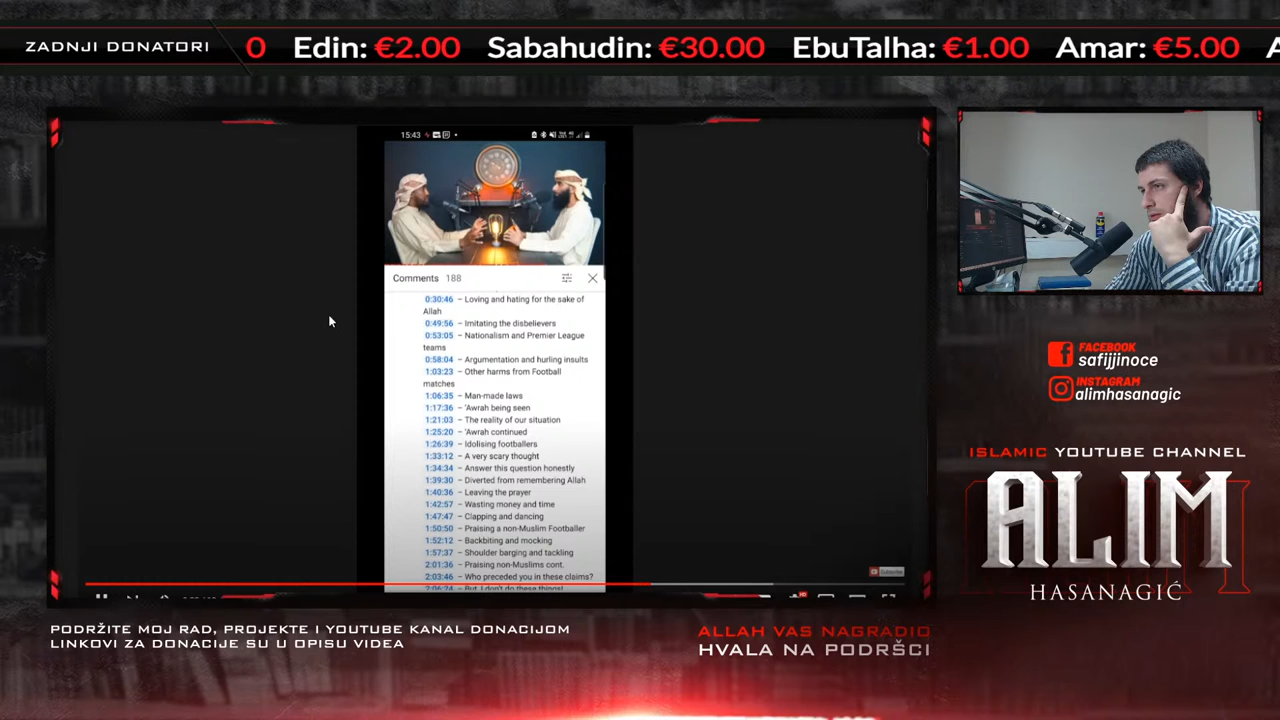 ZADNJI DONATORI
0 Edin: €2.00 Sabahudin: €30.00 EbuTalha: €1.00 Amar: €5.00 A
15:43
Comments 188
0:30:46 – Loving and hating for the sake of
Allah
0:49:56 – Imitating the disbelievers
0:53:05 – Nationalism and Premier League
teams
0:58:04 – Argumentation and hurling insults
1:03:23 – Other harms from Football
matches
1:06:35 – Man-made laws
1:17:36 – 'Awrah being seen
1:21:03 – The reality of our situation
1:25:20 – 'Awrah continued
1:26:39 – Idolising footballers
1:33:12 – A very scary thought
1:34:34 – Answer this question honestly
1:39:30 – Diverted from remembering Allah
1:40:36 – Leaving the prayer
1:42:57 – Wasting money and time
1:47:47 – Clapping and dancing
1:50:50 – Praising a non-Muslim Footballer
1:52:12 – Backbiting and mocking
1:57:37 – Shoulder barging and tackling
2:01:36 – Praising non-Muslims cont.
2:03:46 – Who preceded you in these claims?
2:06:24 – But, I don't do these things!
Subscribe
HD
FACEBOOK
safijjinoce
INSTAGRAM
alimhasanagic
ISLAMIC YOUTUBE CHANNEL
ALIM
HASANAGIĆ
PODRŽITE MOJ RAD, PROJEKTE I YOUTUBE KANAL DONACIJOM
LINKOVI ZA DONACIJE SU U OPISU VIDEA
ALLAH VAS NAGRADIO
HVALA NA PODRŠCI